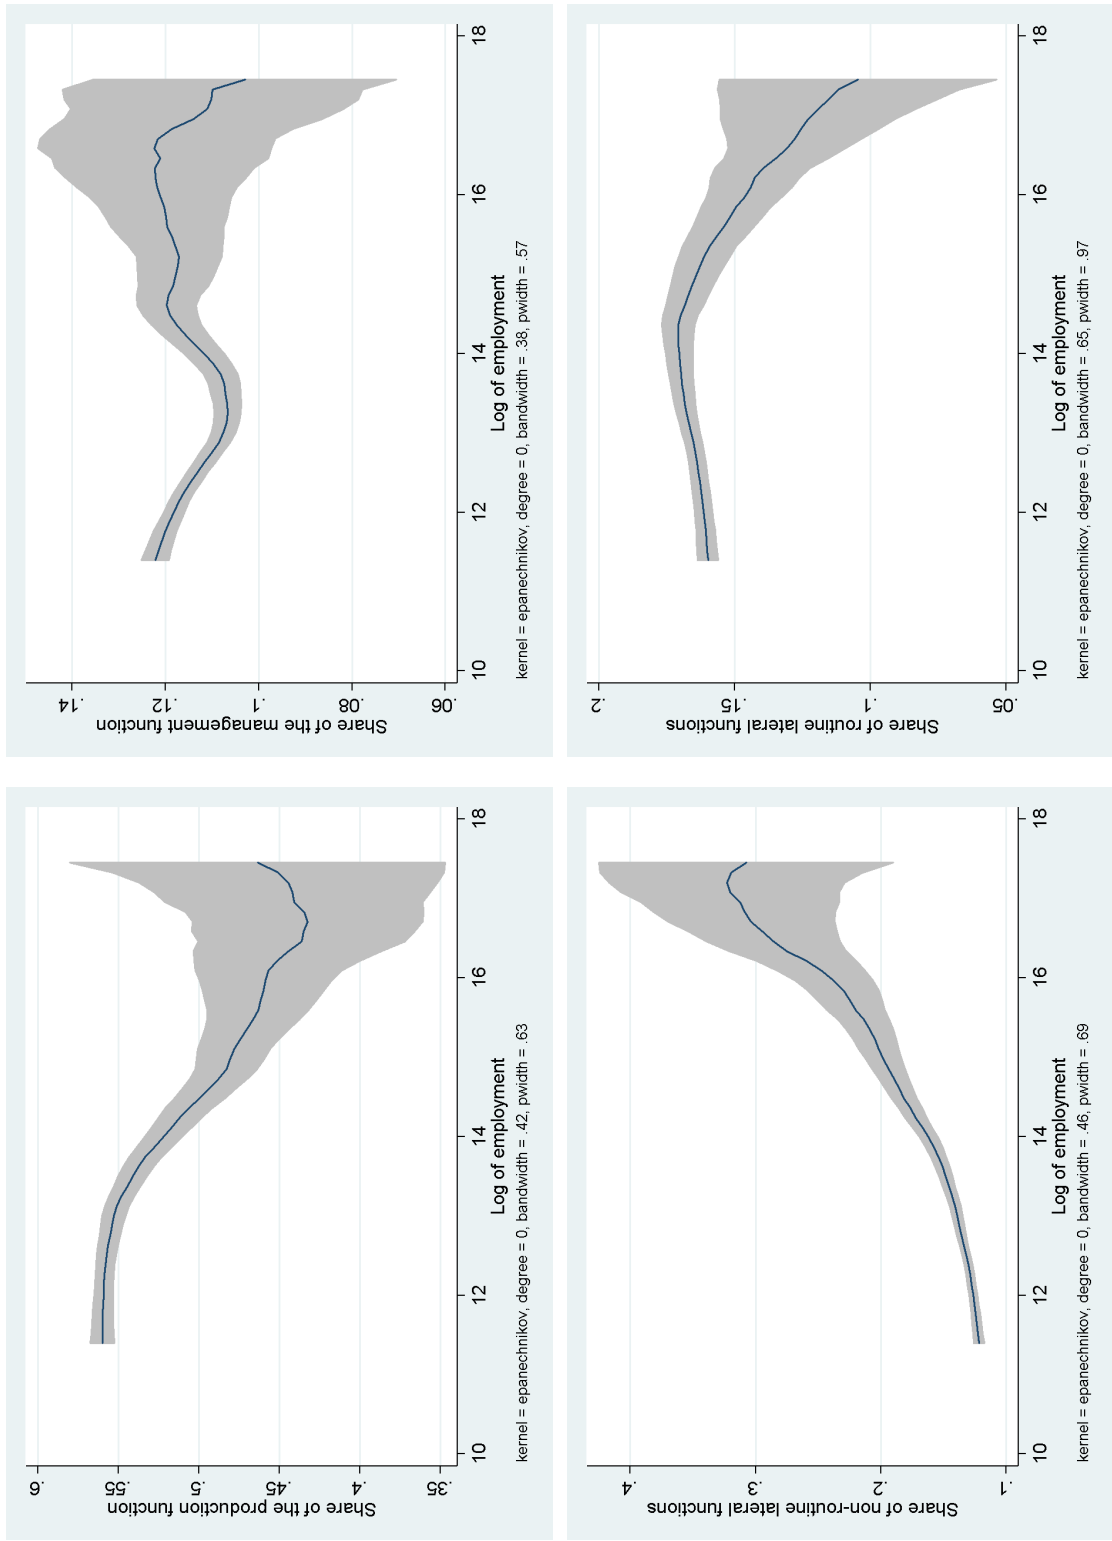 Share of the production function
.6
.55
.5
.45
.4
.35
10 12 14 16 18
Log of employment
kernel = epanechnikov, degree = 0, bandwidth = .42, pwidth = .63
Share of the management function
.14
.12
.1
.08
.06
10 12 14 16 18
Log of employment
kernel = epanechnikov, degree = 0, bandwidth = .38, pwidth = .57
Share of non-routine lateral functions
.4
.3
.2
.1
10 12 14 16 18
Log of employment
kernel = epanechnikov, degree = 0, bandwidth = .46, pwidth = .69
Share of routine lateral functions
.2
.15
.1
.05
10 12 14 16 18
Log of employment
kernel = epanechnikov, degree = 0, bandwidth = .65, pwidth = .97